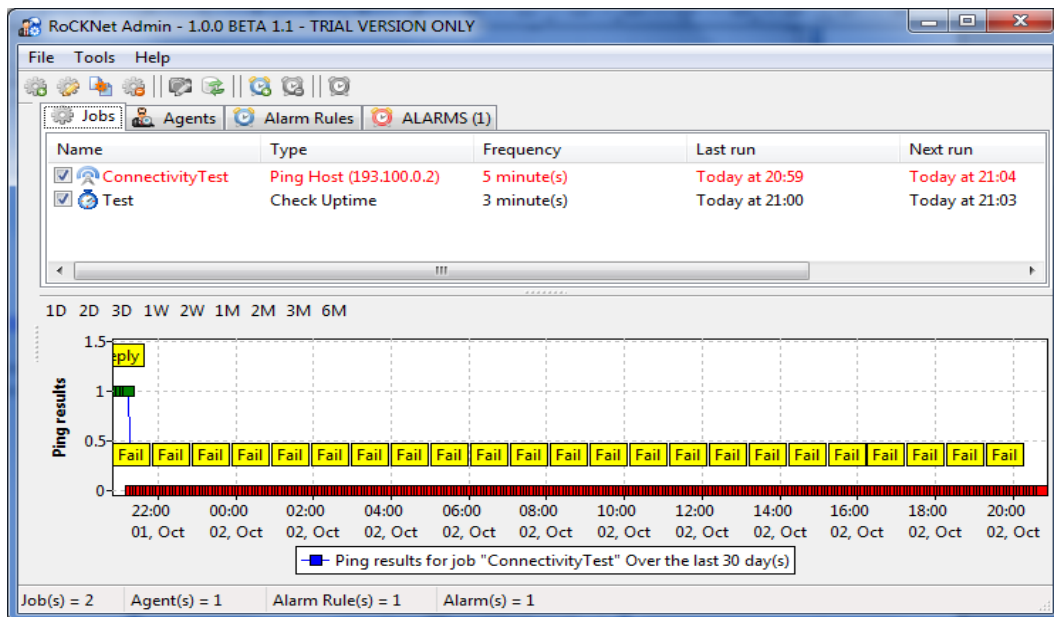 RoCKNet Admin - 1.0.0 BETA 1.1 - TRIAL VERSION ONLY
File Tools Help
Jobs Agents Alarm Rules ALARMS (1)
Name Type Frequency Last run Next run
ConnectivityTest Ping Host (193.100.0.2) 5 minute(s) Today at 20:59 Today at 21:04
Test Check Uptime 3 minute(s) Today at 21:00 Today at 21:03
1D 2D 3D 1W 2W 1M 2M 3M 6M
Ping results
1.5
eply
1
0.5
Fail Fail Fail Fail Fail Fail Fail Fail Fail Fail Fail Fail Fail Fail Fail Fail Fail Fail Fail Fail Fail Fail Fail
0
22:00 00:00 02:00 04:00 06:00 08:00 10:00 12:00 14:00 16:00 18:00 20:00
01, Oct 02, Oct 02, Oct 02, Oct 02, Oct 02, Oct 02, Oct 02, Oct 02, Oct 02, Oct 02, Oct 02, Oct
Ping results for job "ConnectivityTest" Over the last 30 day(s)
Job(s) = 2 Agent(s) = 1 Alarm Rule(s) = 1 Alarm(s) = 1